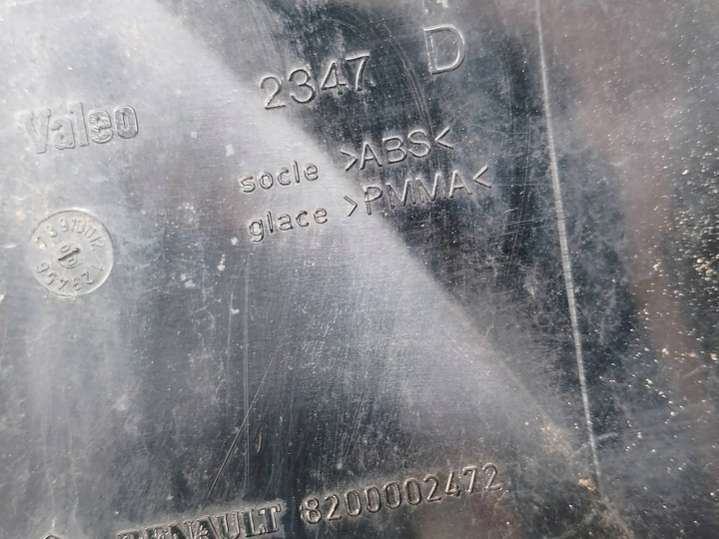 2347 D
Valeo
socle >ABS<
glace >PMMA<
RENAULT 8200002472